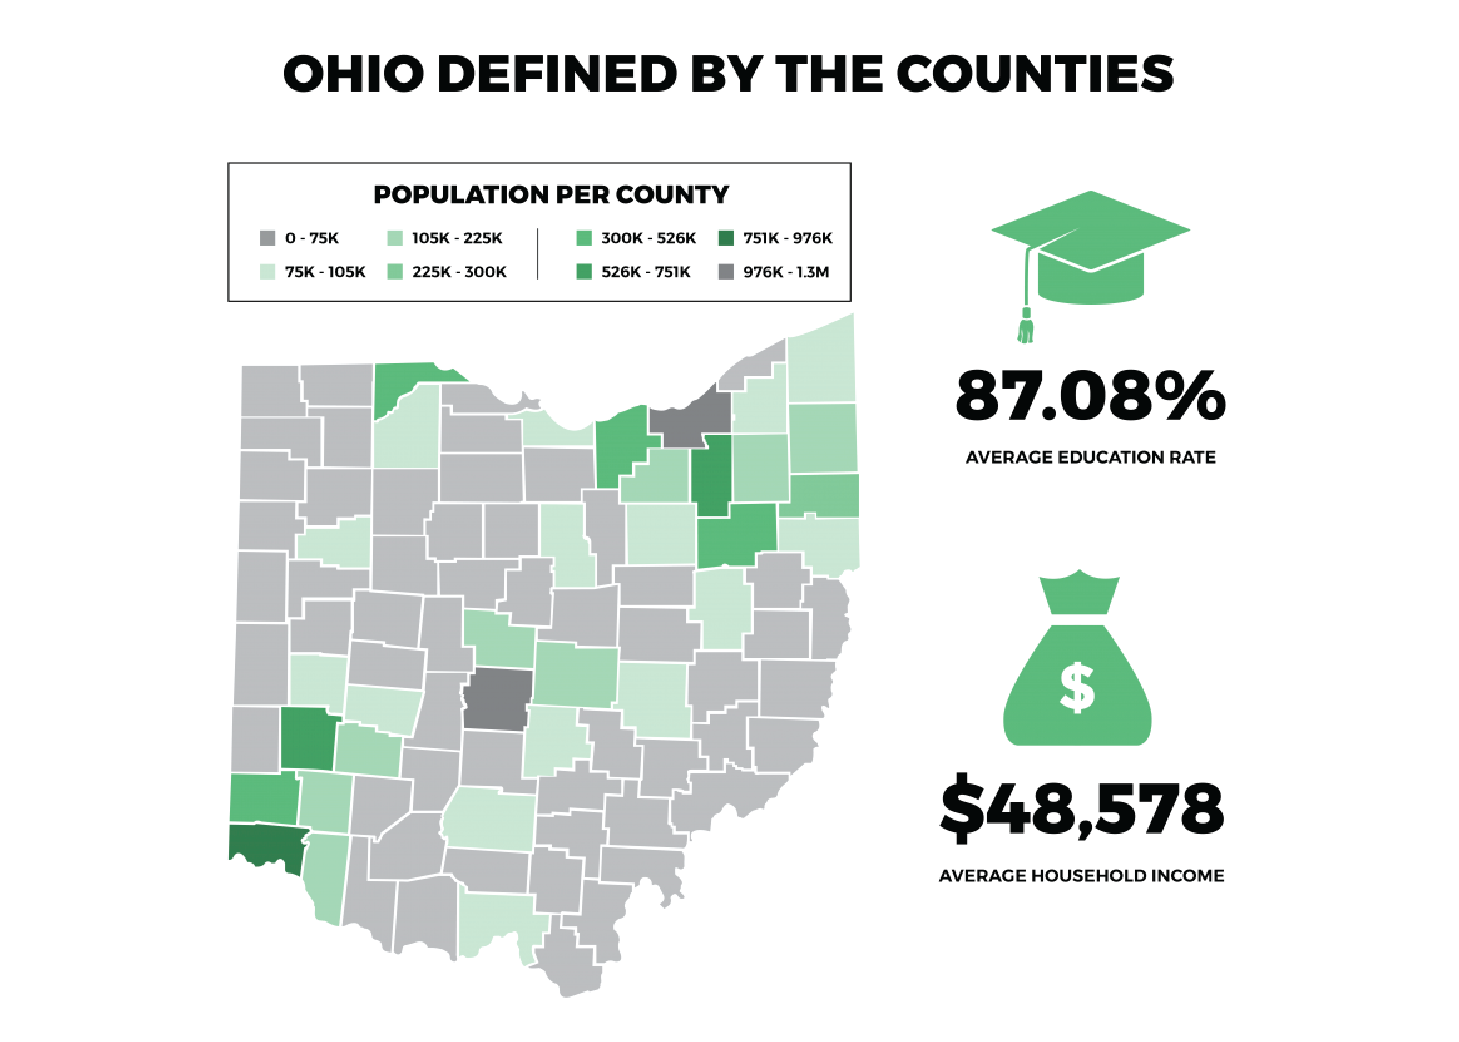 OHIO DEFINED BY THE COUNTIES
POPULATION PER COUNTY
0 - 75K
105K - 225K
300K - 526K
751K - 976K
75K - 105K
225K - 300K
526K - 751K
976K - 1.3M
87.08%
AVERAGE EDUCATION RATE
$
$48,578
AVERAGE HOUSEHOLD INCOME